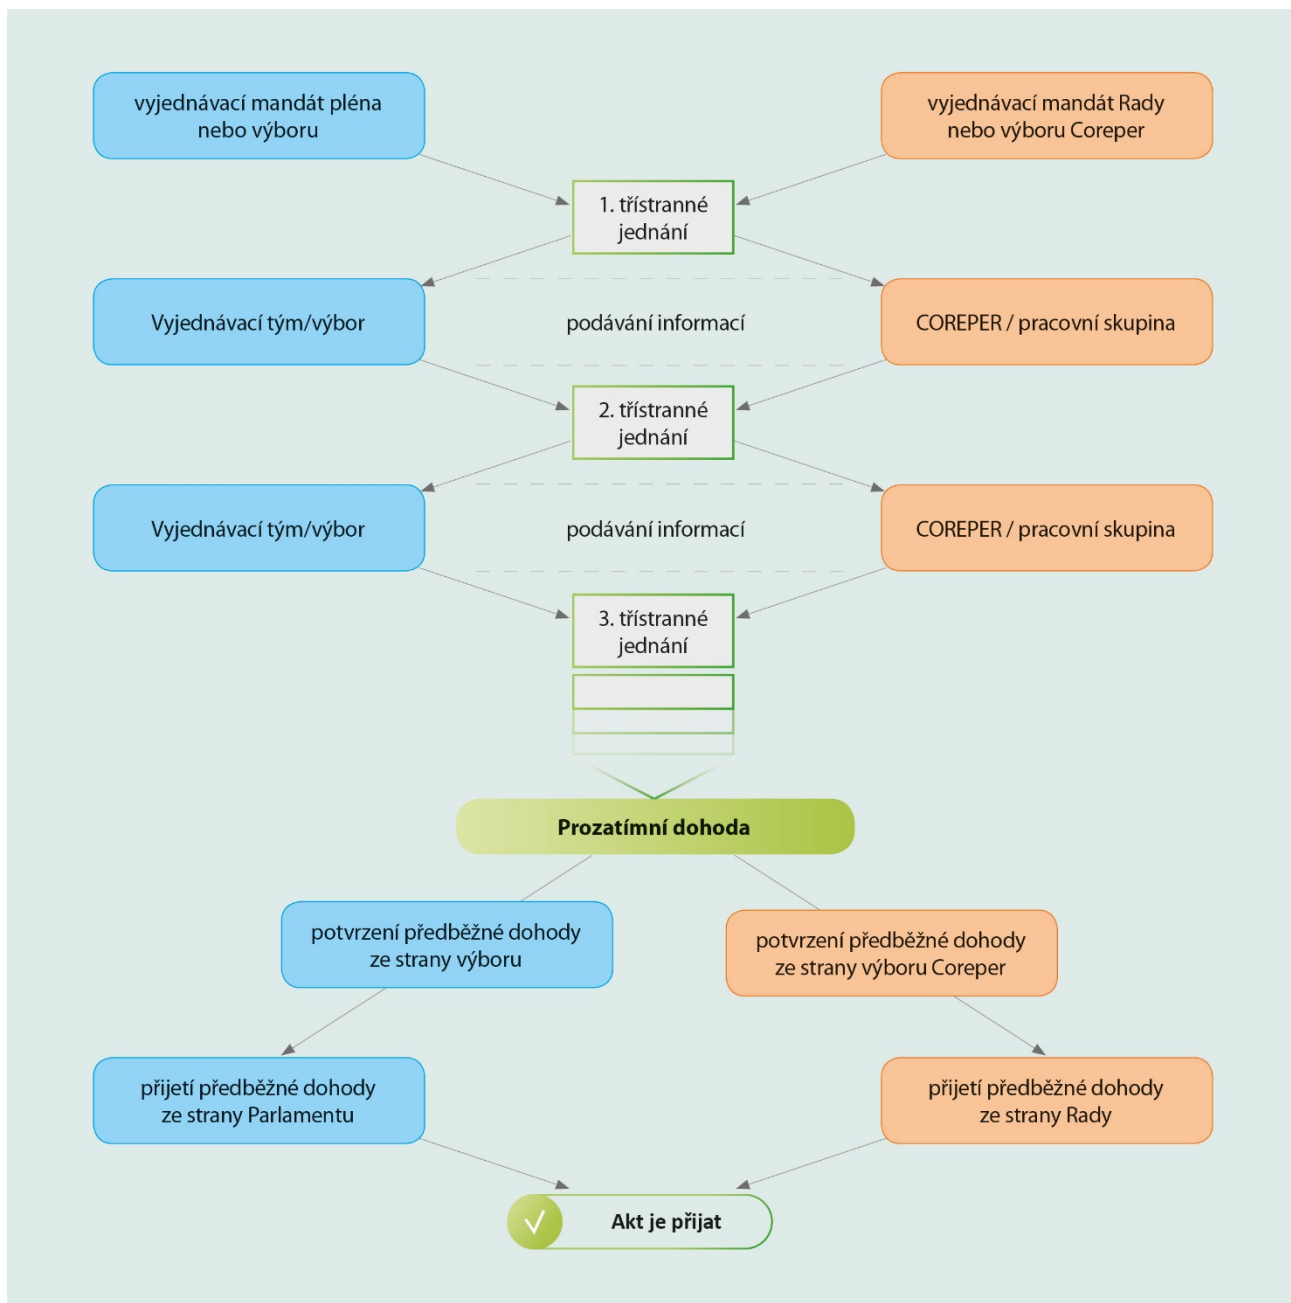 vyjednávací mandát pléna
nebo výboru
vyjednávací mandát Rady
nebo výboru Coreper
1. třístranné
jednání
Vyjednávací tým/výbor
podávání informací
COREPER / pracovní skupina
2. třístranné
jednání
Vyjednávací tým/výbor
podávání informací
COREPER / pracovní skupina
3. třístranné
jednání
Prozatímní dohoda
potvrzení předběžné dohody
ze strany výboru
potvrzení předběžné dohody
ze strany výboru Coreper
přijetí předběžné dohody
ze strany Parlamentu
přijetí předběžné dohody
ze strany Rady
Akt je přijat